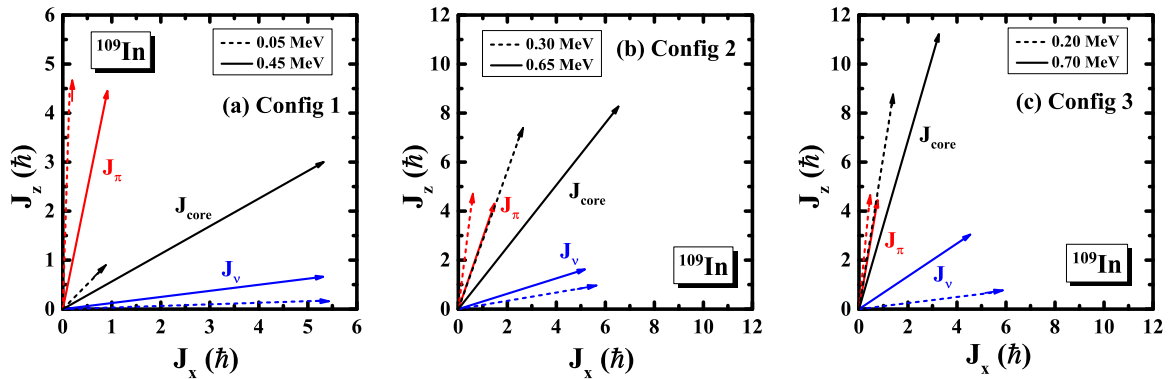 ¹⁰⁹In
0.05 MeV
0.45 MeV
(a) Config 1
J_π
J_core
J_ν
J_z (ℏ)
6
5
4
3
2
1
0
0 1 2 3 4 5 6
J_x (ℏ)
0.30 MeV
0.65 MeV
(b) Config 2
J_π
J_core
J_ν
¹⁰⁹In
J_z (ℏ)
12
10
8
6
4
2
0
0 2 4 6 8 10 12
J_x (ℏ)
0.20 MeV
0.70 MeV
(c) Config 3
J_core
J_π
J_ν
¹⁰⁹In
J_z (ℏ)
12
10
8
6
4
2
0
0 2 4 6 8 10 12
J_x (ℏ)